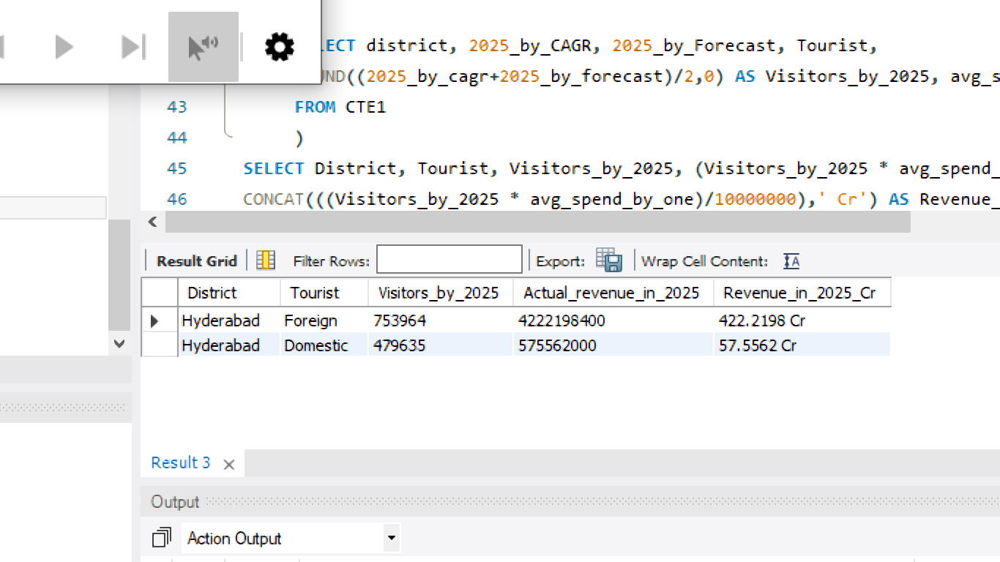 LECT district, 2025_by_CAGR, 2025_by_Forecast, Tourist,
UND((2025_by_cagr+2025_by_forecast)/2,0) AS Visitors_by_2025, avg_s
43 FROM CTE1
44 )
45 SELECT District, Tourist, Visitors_by_2025, (Visitors_by_2025 * avg_spend_
46 CONCAT(((Visitors_by_2025 * avg_spend_by_one)/10000000),' Cr') AS Revenue_
Result Grid Filter Rows: Export: Wrap Cell Content: IA
District Tourist Visitors_by_2025 Actual_revenue_in_2025 Revenue_in_2025_Cr
Hyderabad Foreign 753964 4222198400 422.2198 Cr
Hyderabad Domestic 479635 575562000 57.5562 Cr
Result 3
Output
Action Output